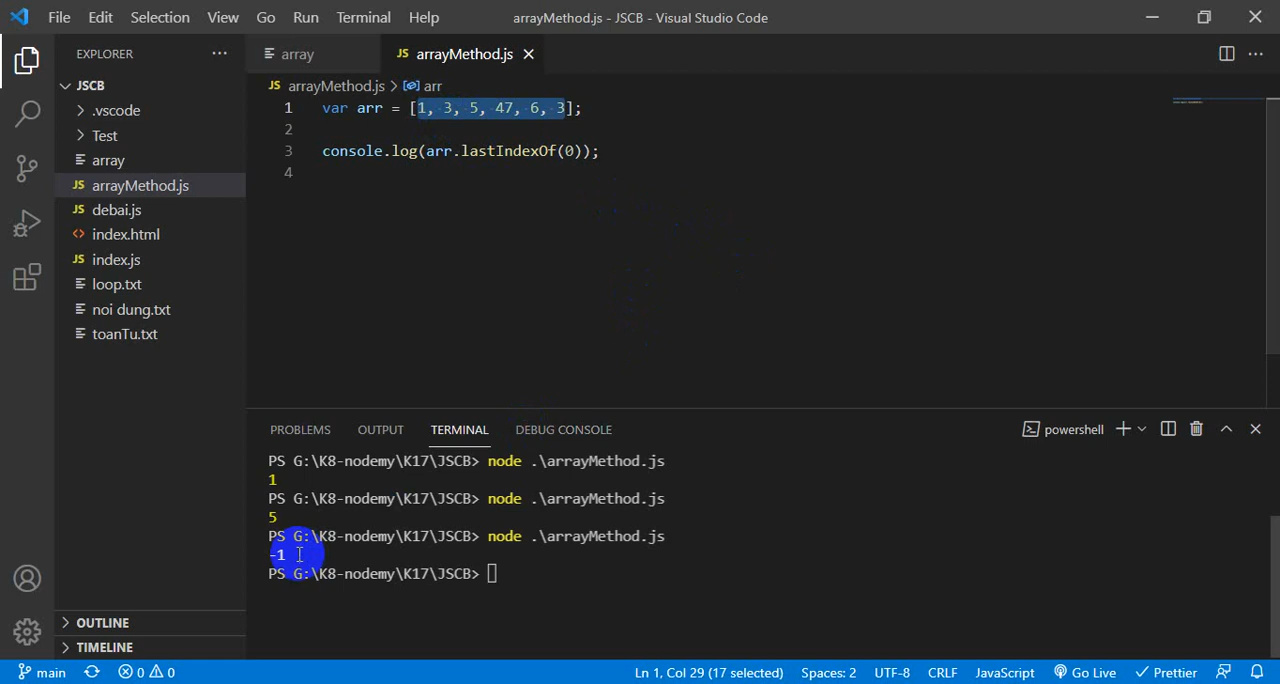 File Edit Selection View Go Run Terminal Help arrayMethod.js - JSCB - Visual Studio Code
EXPLORER
JSCB
.vscode
Test
array
JS arrayMethod.js
JS debai.js
<> index.html
JS index.js
loop.txt
noi dung.txt
toanTu.txt
OUTLINE
TIMELINE
array JS arrayMethod.js
JS arrayMethod.js > arr
1 var arr = [1, 3, 5, 47, 6, 3];
2
3 console.log(arr.lastIndexOf(0));
4
PROBLEMS OUTPUT TERMINAL DEBUG CONSOLE powershell
PS G:\K8-nodemy\K17\JSCB> node .\arrayMethod.js
1
PS G:\K8-nodemy\K17\JSCB> node .\arrayMethod.js
5
PS G:\K8-nodemy\K17\JSCB> node .\arrayMethod.js
-1
PS G:\K8-nodemy\K17\JSCB>
main 0 0 Ln 1, Col 29 (17 selected) Spaces: 2 UTF-8 CRLF JavaScript Go Live Prettier